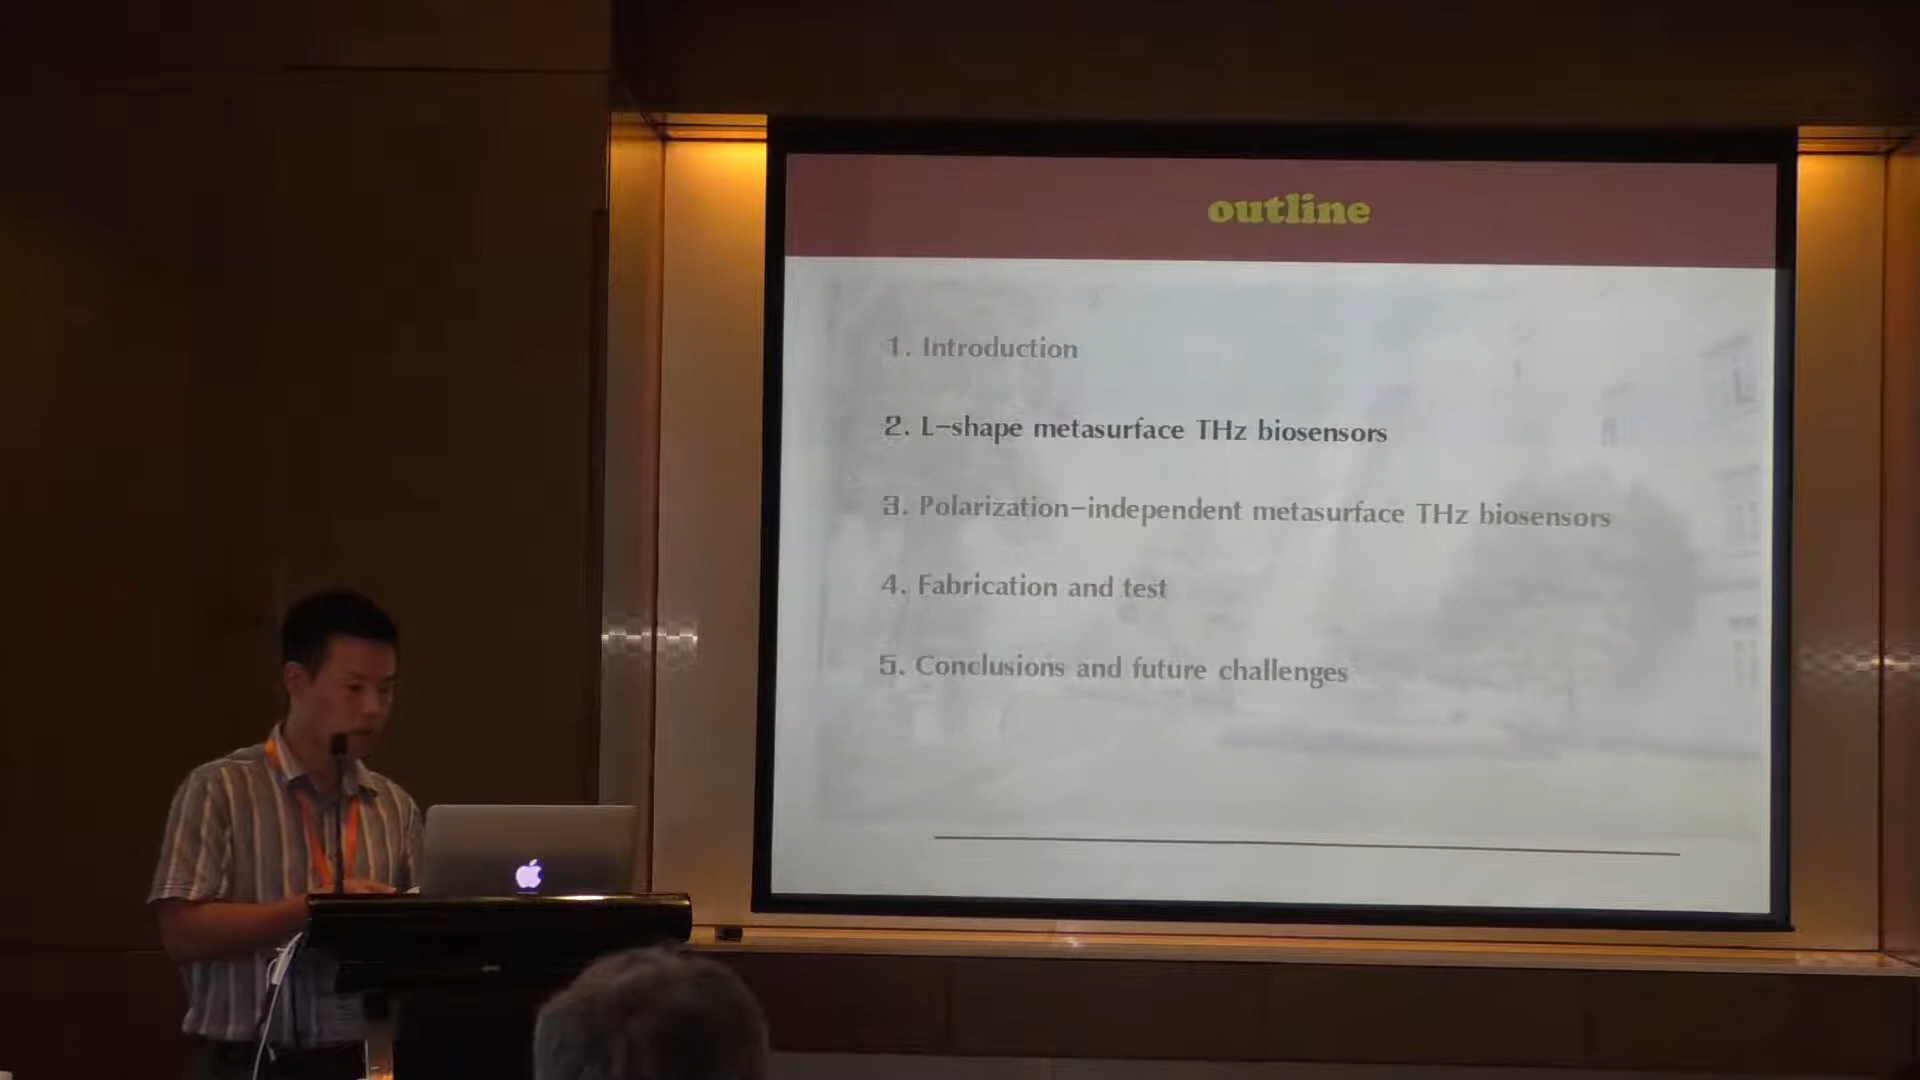 outline
1. Introduction
2. L-shape metasurface THz biosensors
3. Polarization-independent metasurface THz biosensors
4. Fabrication and test
5. Conclusions and future challenges